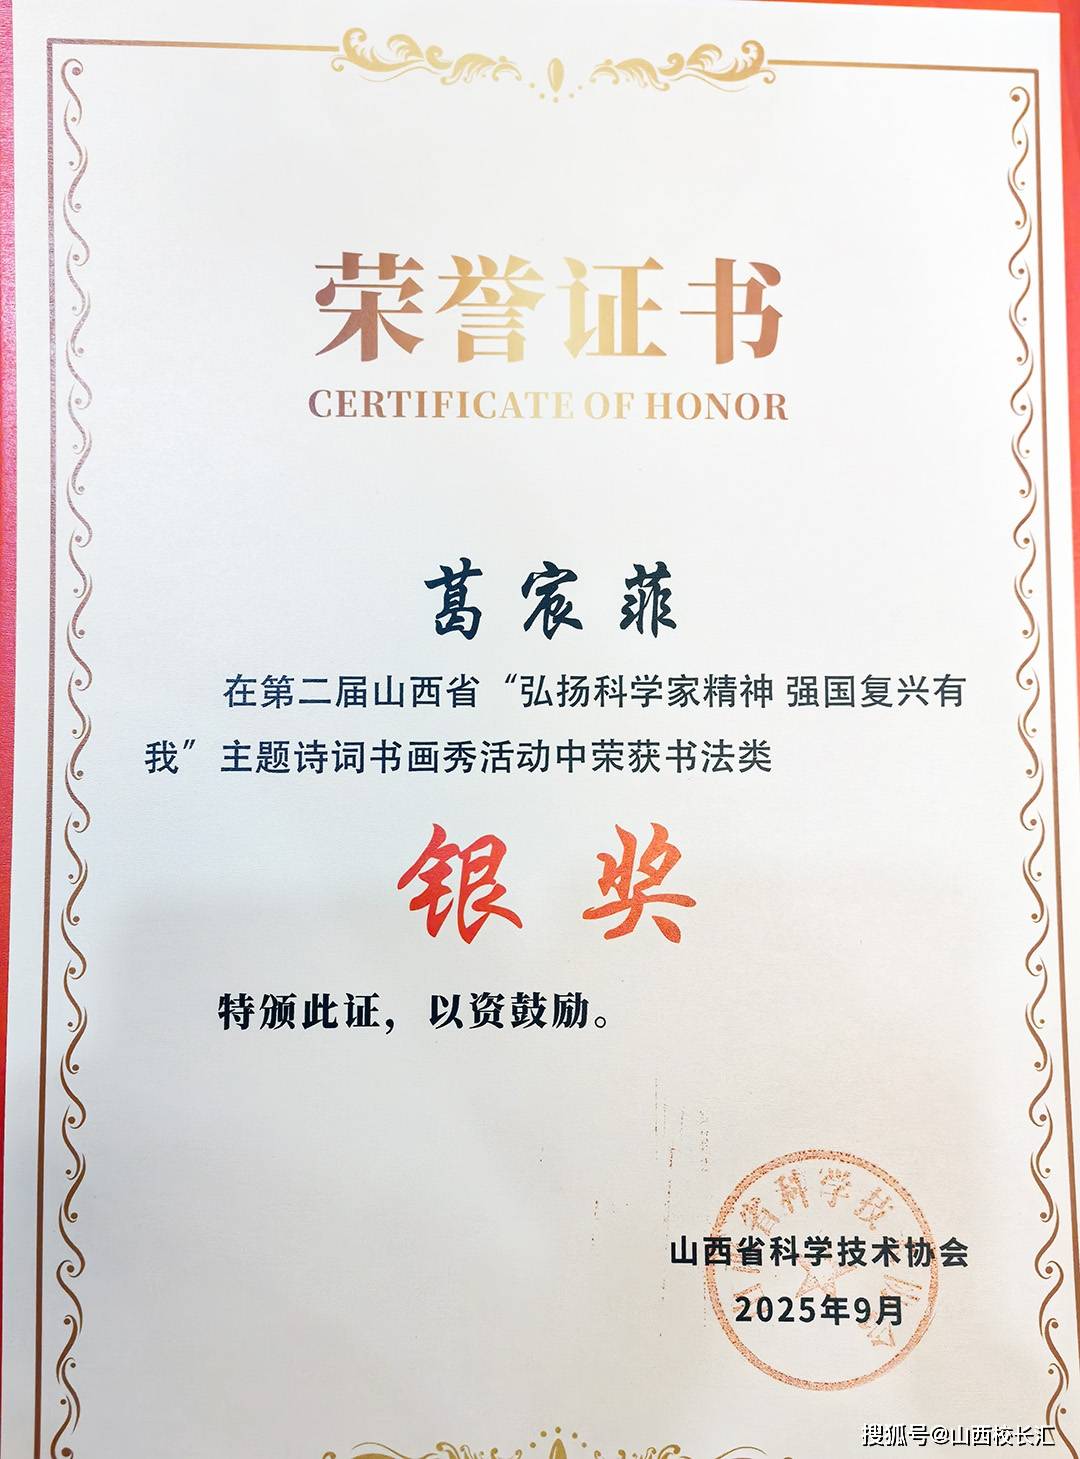 荣誉证书
CERTIFICATE OF HONOR
葛宸菲
在第二届山西省“弘扬科学家精神 强国复兴有
我”主题诗词书画秀活动中荣获书法类
银奖
特颁此证，以资鼓励。
山西省科学技术协会
2025年9月
搜狐号@山西校长汇